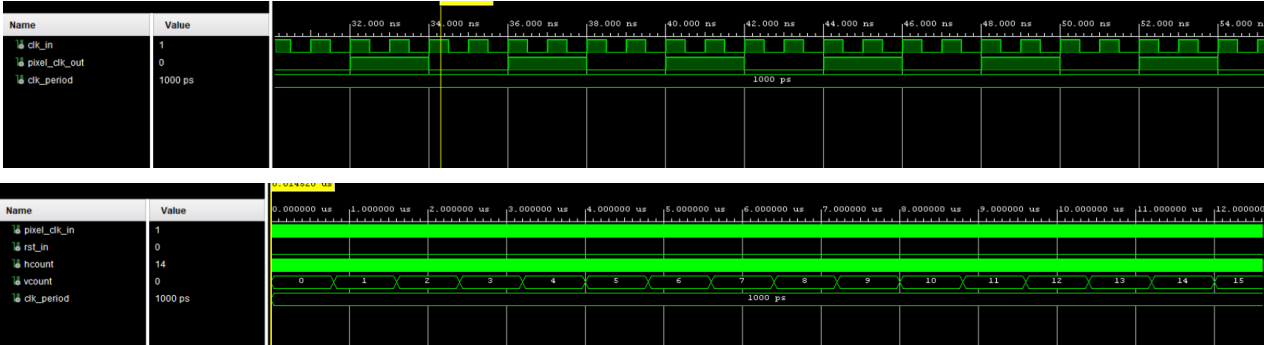 Name Value 32.000 ns 34.000 ns 36.000 ns 38.000 ns 40.000 ns 42.000 ns 44.000 ns 46.000 ns 48.000 ns 50.000 ns 52.000 ns 54.000 n
clk_in 1
pixel_clk_out 0
clk_period 1000 ps 1000 ps
Name Value 0.000000 us 1.000000 us 2.000000 us 3.000000 us 4.000000 us 5.000000 us 6.000000 us 7.000000 us 8.000000 us 9.000000 us 10.000000 us 11.000000 us 12.000000
pixel_clk_in 1
rst_in 0
hcount 14
vcount 0 0 1 2 3 4 5 6 7 8 9 10 11 12 13 14 15
clk_period 1000 ps 1000 ps